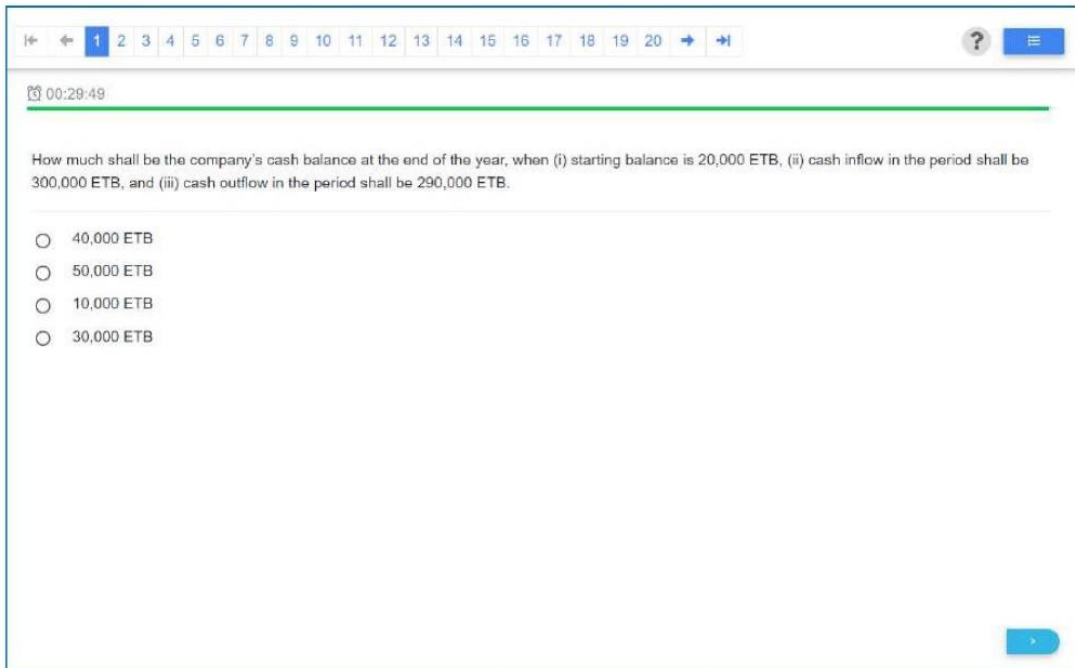 1 2 3 4 5 6 7 8 9 10 11 12 13 14 15 16 17 18 19 20
?
00:29:49
How much shall be the company's cash balance at the end of the year, when (i) starting balance is 20,000 ETB, (ii) cash inflow in the period shall be
300,000 ETB, and (iii) cash outflow in the period shall be 290,000 ETB.
40,000 ETB
50,000 ETB
10,000 ETB
30,000 ETB